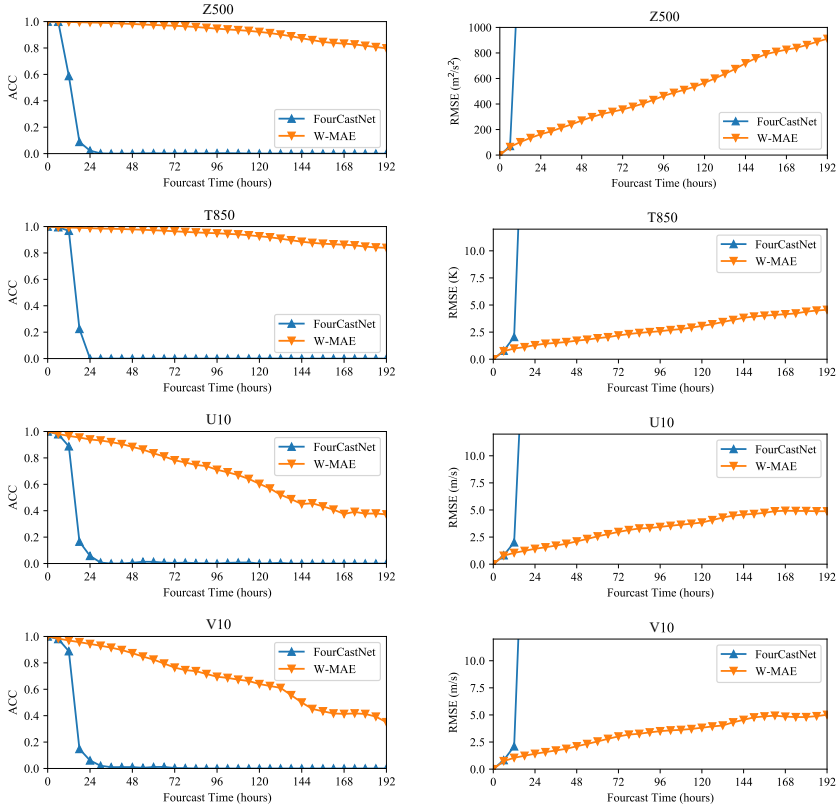 Z500
ACC
1.0
0.8
0.6
0.4
0.2
0.0
FourCastNet
W-MAE
0 24 48 72 96 120 144 168 192
Fourcast Time (hours)
Z500
RMSE (m²/s²)
1000
800
600
400
200
0
FourCastNet
W-MAE
0 24 48 72 96 120 144 168 192
Fourcast Time (hours)
T850
ACC
1.0
0.8
0.6
0.4
0.2
0.0
FourCastNet
W-MAE
0 24 48 72 96 120 144 168 192
Fourcast Time (hours)
T850
RMSE (K)
10.0
7.5
5.0
2.5
0.0
FourCastNet
W-MAE
0 24 48 72 96 120 144 168 192
Fourcast Time (hours)
U10
ACC
1.0
0.8
0.6
0.4
0.2
0.0
FourCastNet
W-MAE
0 24 48 72 96 120 144 168 192
Fourcast Time (hours)
U10
RMSE (m/s)
10.0
7.5
5.0
2.5
0.0
FourCastNet
W-MAE
0 24 48 72 96 120 144 168 192
Fourcast Time (hours)
V10
ACC
1.0
0.8
0.6
0.4
0.2
0.0
FourCastNet
W-MAE
0 24 48 72 96 120 144 168 192
Fourcast Time (hours)
V10
RMSE (m/s)
10.0
7.5
5.0
2.5
0.0
FourCastNet
W-MAE
0 24 48 72 96 120 144 168 192
Fourcast Time (hours)